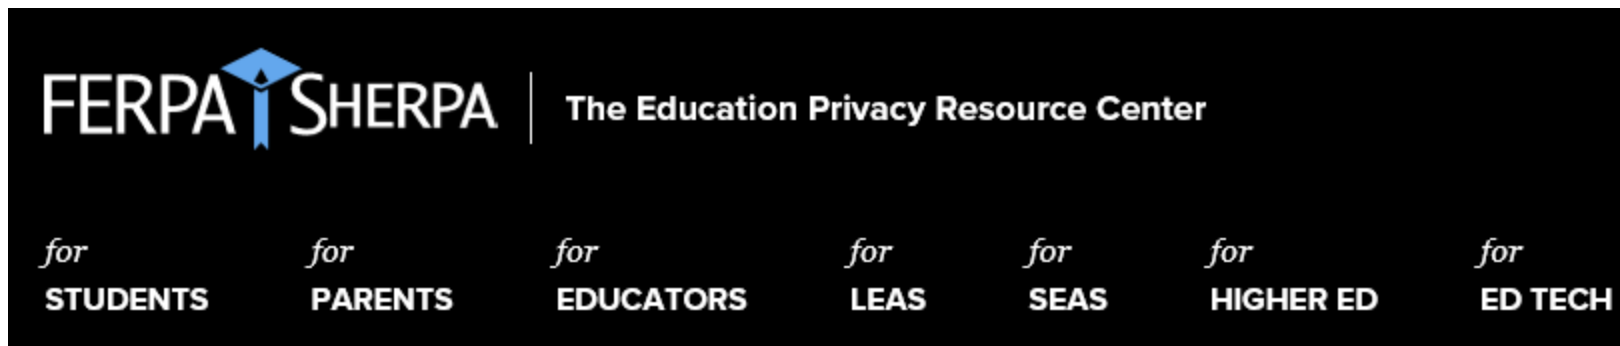 FERPA SHERPA The Education Privacy Resource Center
for for for for for for for
STUDENTS PARENTS EDUCATORS LEAS SEAS HIGHER ED ED TECH